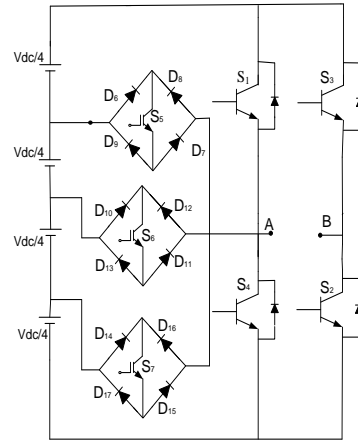 Vdc/4
Vdc/4
Vdc/4
Vdc/4
D6
D8
S5
D9
D7
D10
D12
S6
D13
D11
D14
D16
S7
D17
D15
S1
S3
A
B
S4
S2